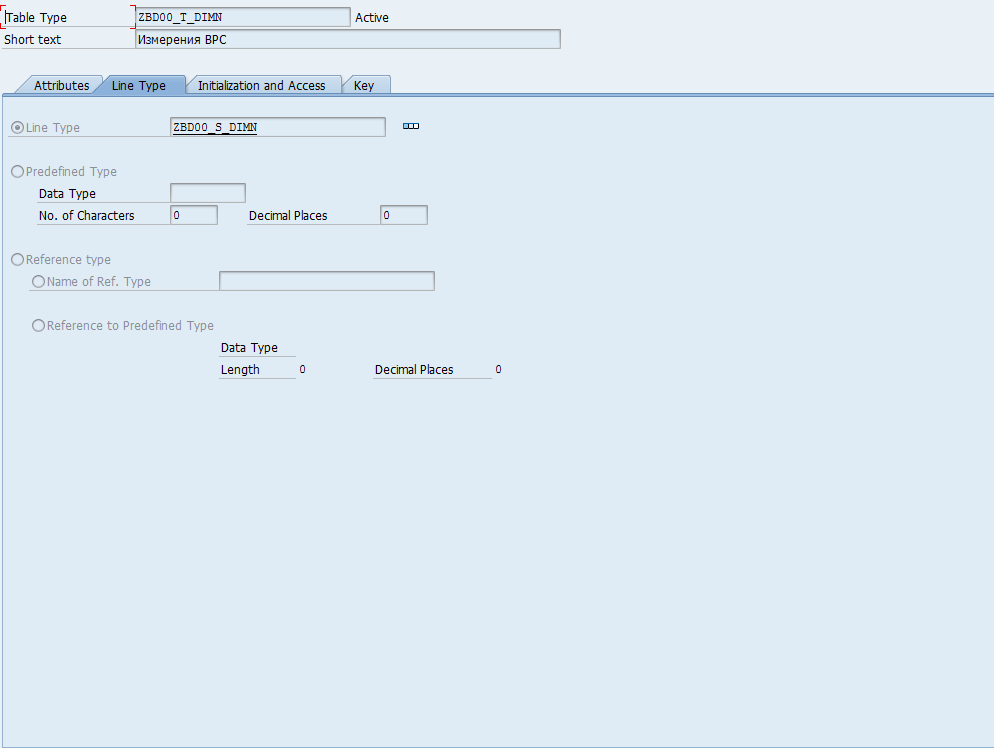 Table Type ZBD00_T_DIMN Active
Short text Измерения BPC
Attributes Line Type Initialization and Access Key
Line Type ZBD00_S_DIMN
Predefined Type
Data Type
No. of Characters 0 Decimal Places 0
Reference type
Name of Ref. Type
Reference to Predefined Type
Data Type
Length 0 Decimal Places 0